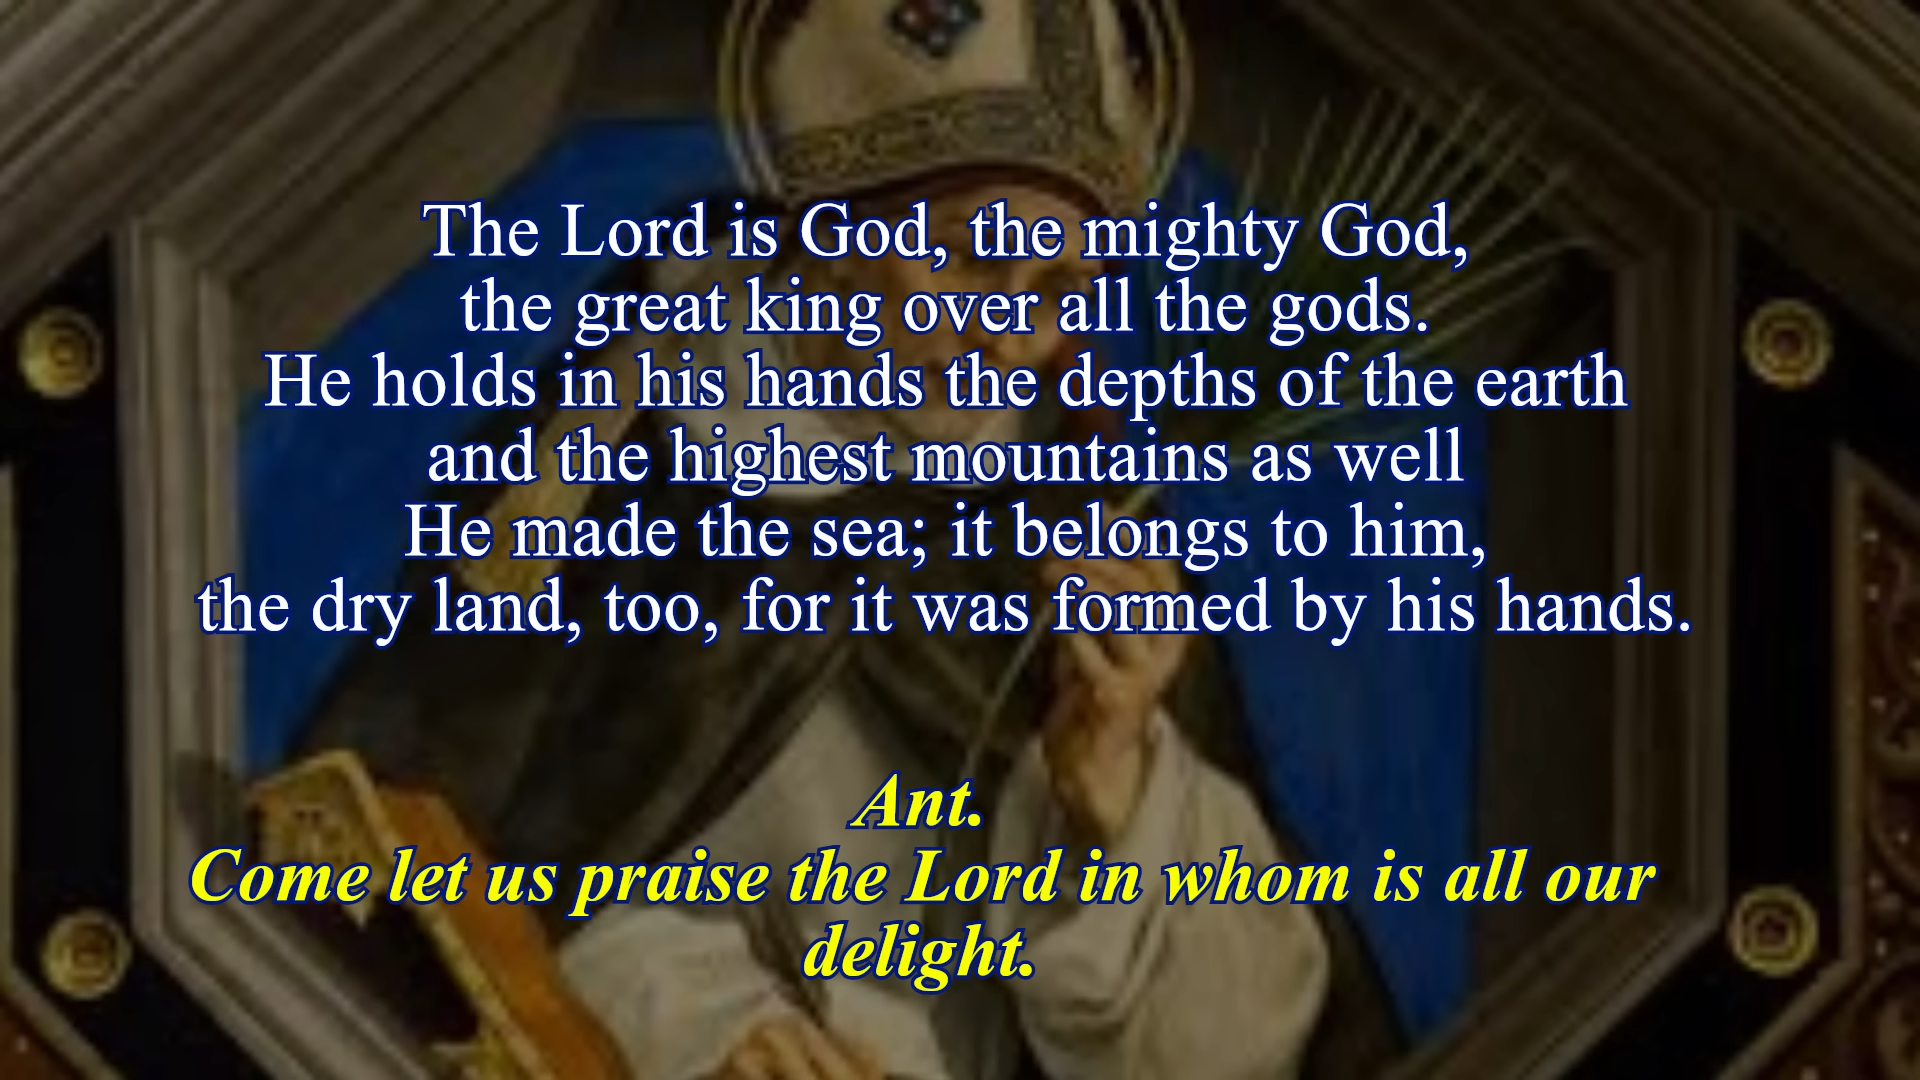 The Lord is God, the mighty God,
the great king over all the gods.
He holds in his hands the depths of the earth
and the highest mountains as well
He made the sea; it belongs to him,
the dry land, too, for it was formed by his hands.
Ant.
Come let us praise the Lord in whom is all our
delight.